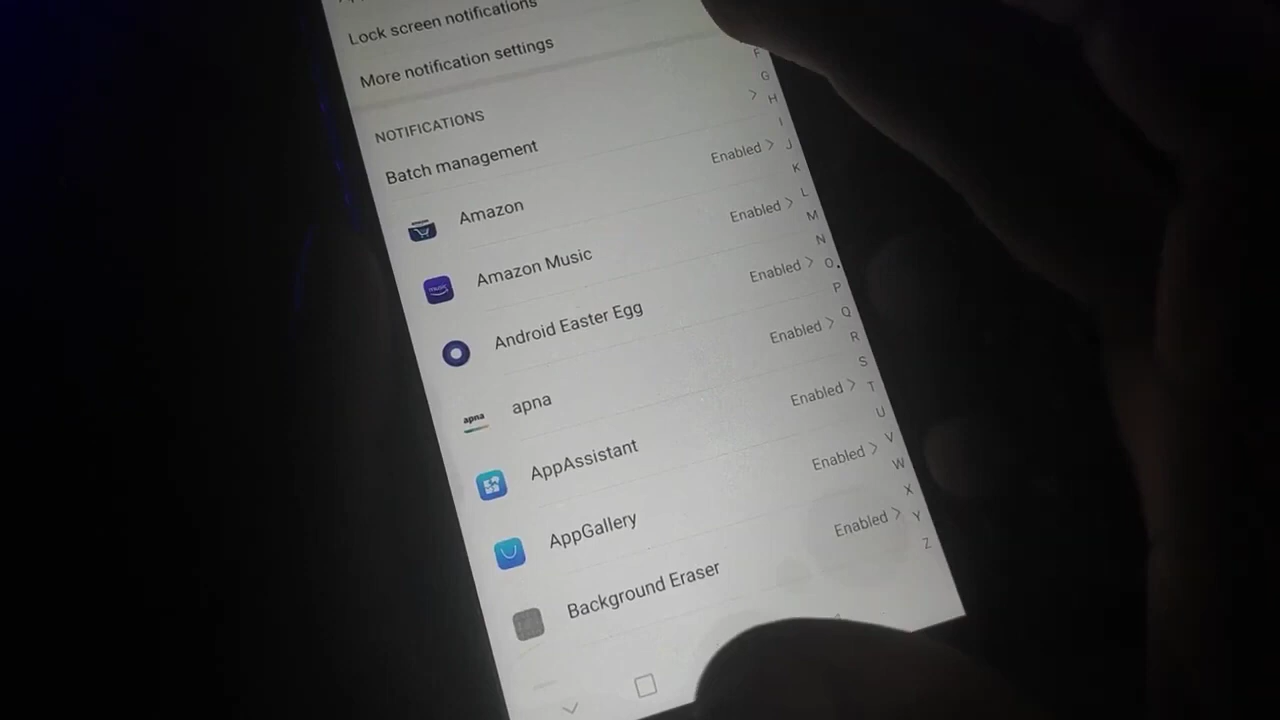 Lock screen notifications
More notification settings
NOTIFICATIONS
Batch management
Amazon
Enabled
Amazon Music
Enabled
Android Easter Egg
Enabled
apna
apna
Enabled
AppAssistant
Enabled
AppGallery
Enabled
Background Eraser
Enabled
F
G
H
I
J
K
L
M
N
O
P
Q
R
S
T
U
V
W
X
Y
Z